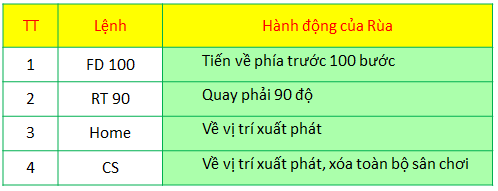 TT Lệnh Hành động của Rùa
1 FD 100 Tiến về phía trước 100 bước
2 RT 90 Quay phải 90 độ
3 Home Về vị trí xuất phát
4 CS Về vị trí xuất phát, xóa toàn bộ sân chơi